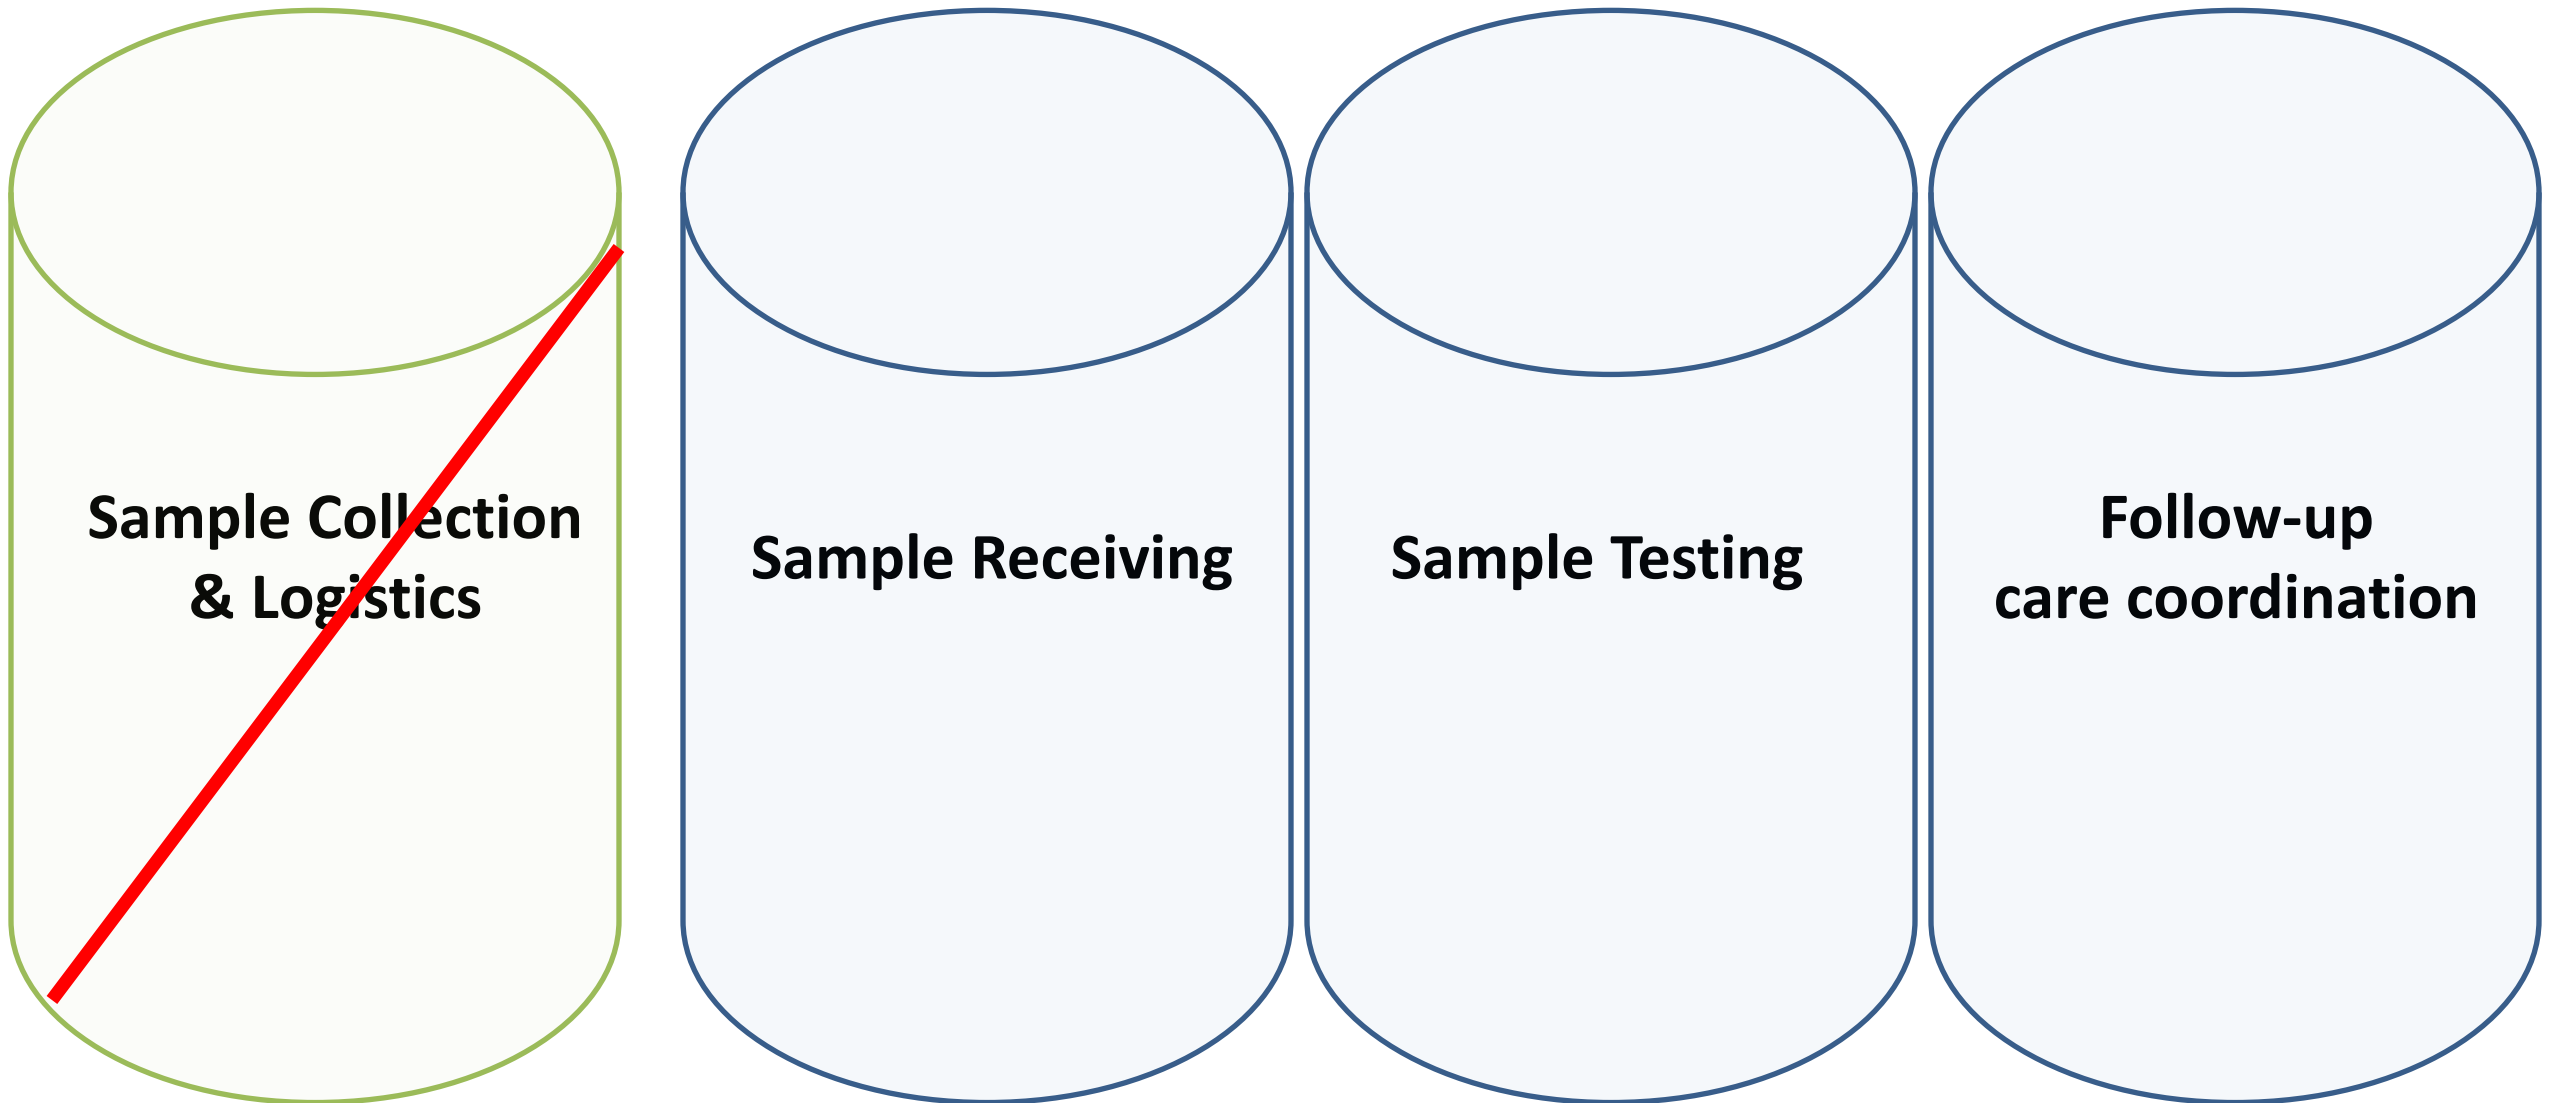 Sample Collection
& Logistics
Sample Receiving
Sample Testing
Follow-up
care coordination